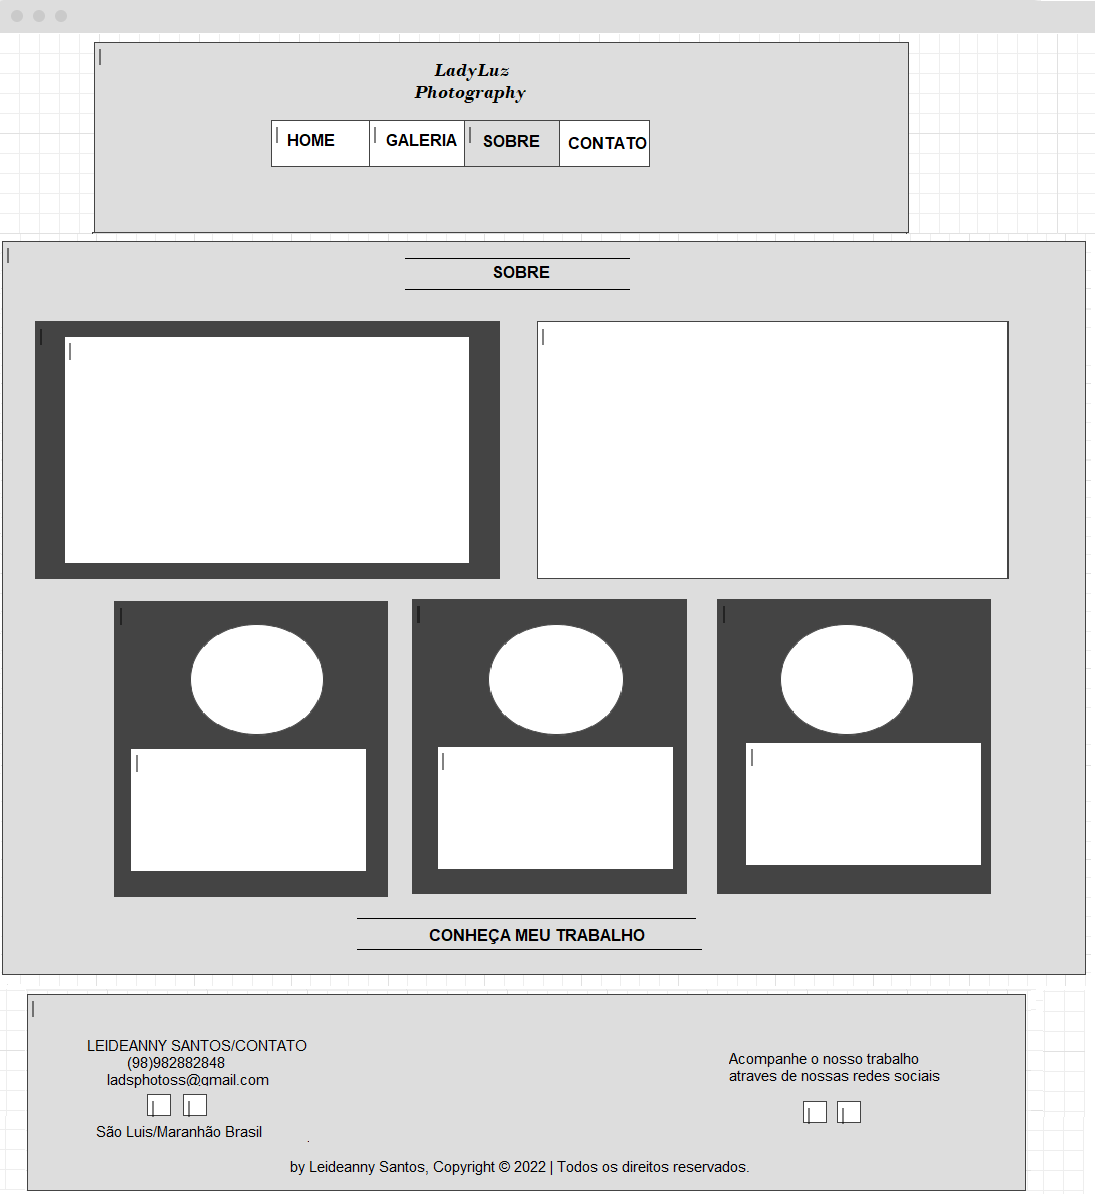 LadyLuz
Photography
HOME GALERIA SOBRE CONTATO
SOBRE
CONHEÇA MEU TRABALHO
LEIDEANNY SANTOS/CONTATO
(98)982882848
ladsphotoss@gmail.com
São Luis/Maranhão Brasil
Acompanhe o nosso trabalho
atraves de nossas redes sociais
by Leideanny Santos, Copyright © 2022 | Todos os direitos reservados.